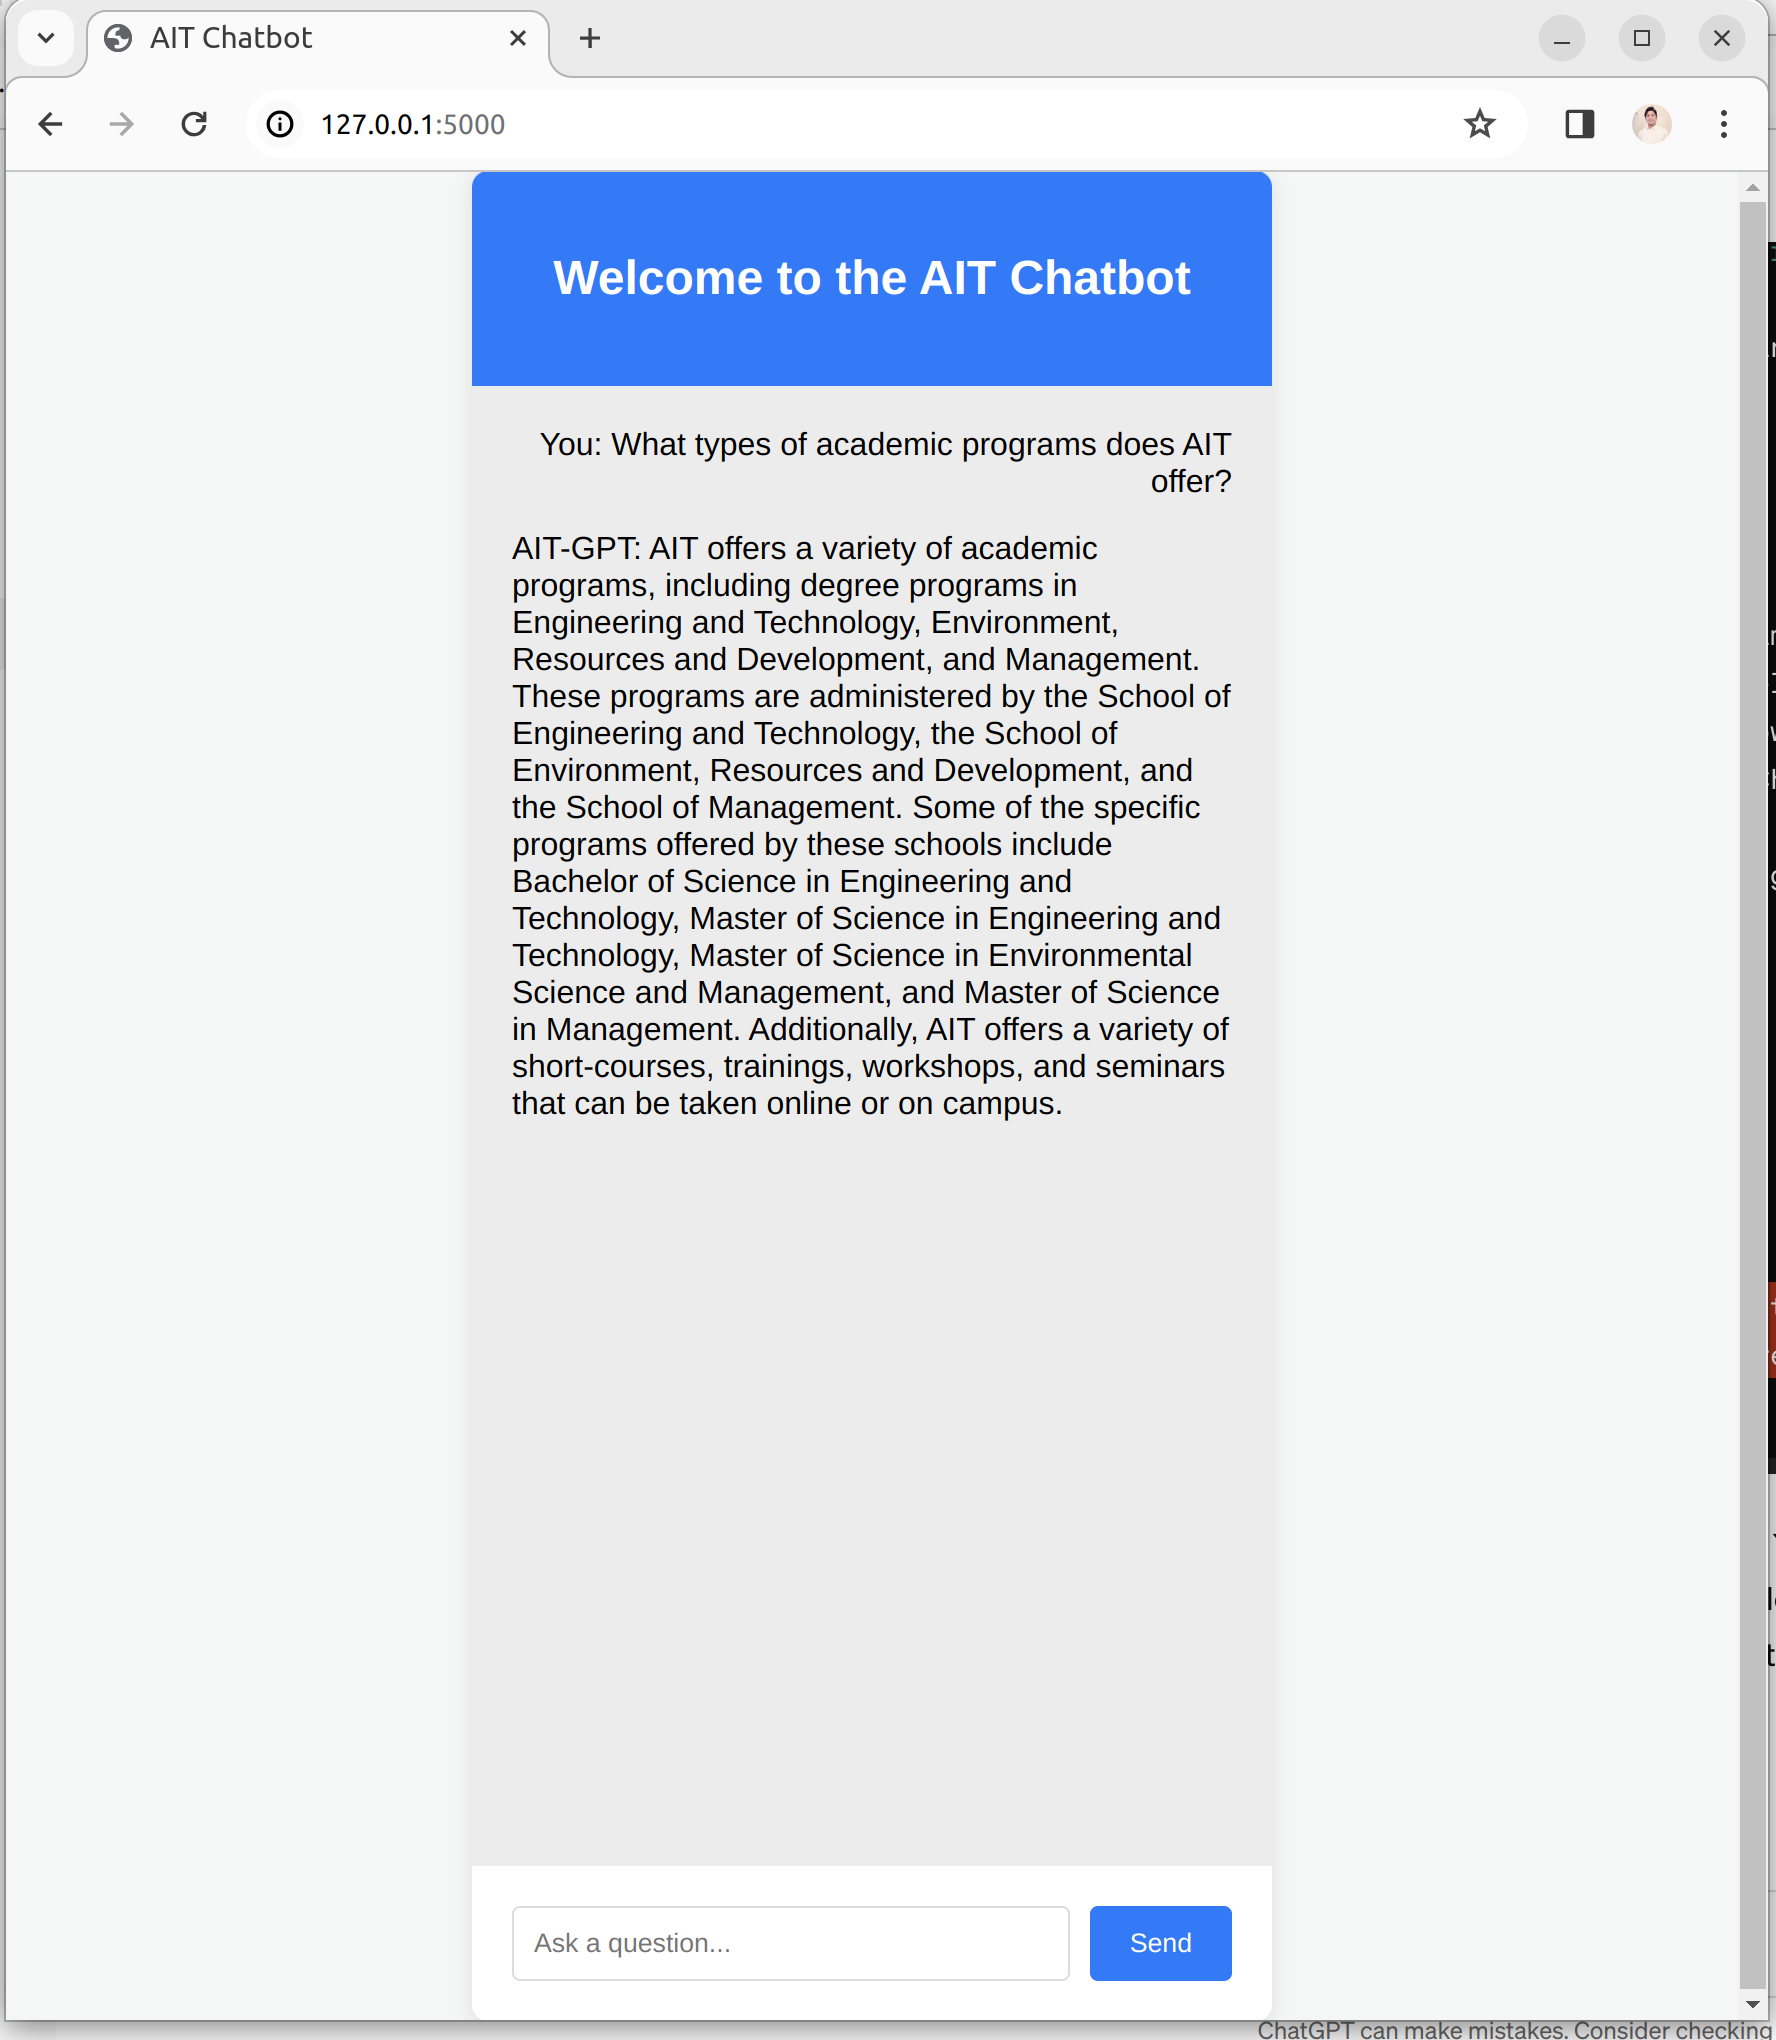 AIT Chatbot
127.0.0.1:5000
Welcome to the AIT Chatbot
You: What types of academic programs does AIT
offer?
AIT-GPT: AIT offers a variety of academic
programs, including degree programs in
Engineering and Technology, Environment,
Resources and Development, and Management.
These programs are administered by the School of
Engineering and Technology, the School of
Environment, Resources and Development, and
the School of Management. Some of the specific
programs offered by these schools include
Bachelor of Science in Engineering and
Technology, Master of Science in Engineering and
Technology, Master of Science in Environmental
Science and Management, and Master of Science
in Management. Additionally, AIT offers a variety of
short-courses, trainings, workshops, and seminars
that can be taken online or on campus.
Ask a question...
Send
ChatGPT can make mistakes. Consider checking